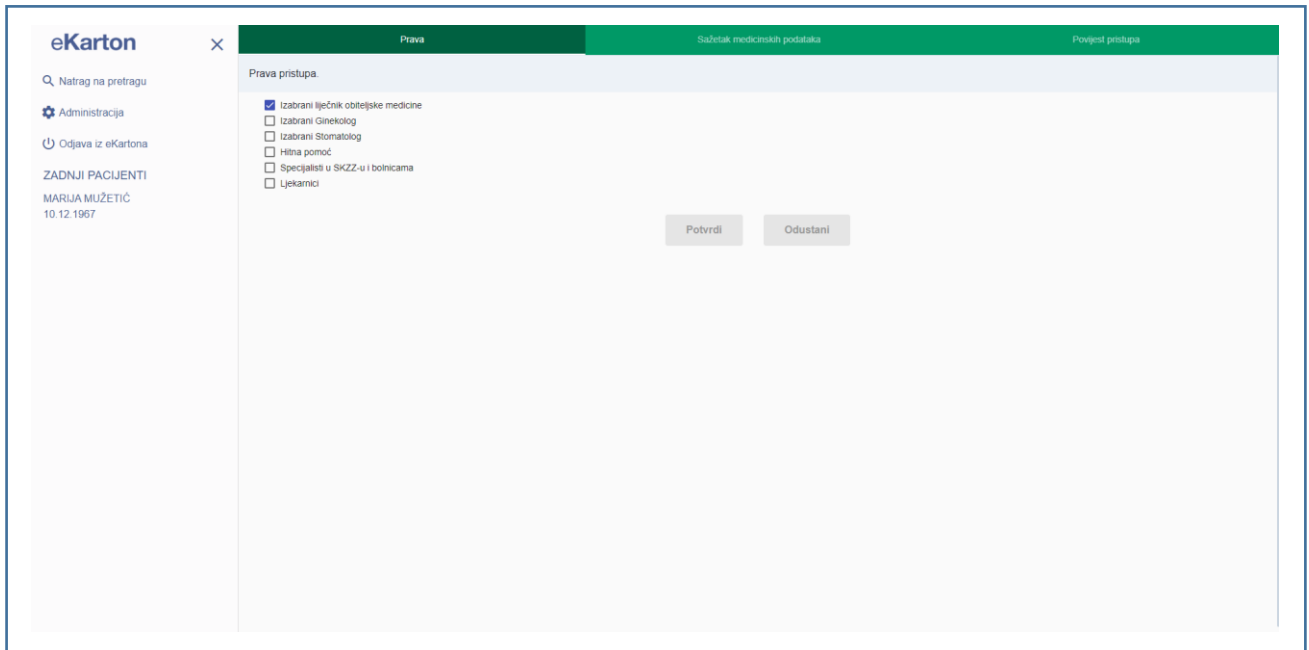 eKarton
Natrag na pretragu
Administracija
Odjava iz eKartona
ZADNJI PACIJENTI
MARIJA MUŽETIĆ
10.12.1967
Prava
Sažetak medicinskih podataka
Povijest pristupa
Prava pristupa.
Izabrani liječnik obiteljske medicine
Izabrani Ginekolog
Izabrani Stomatolog
Hitna pomoć
Specijalisti u SKZZ-u i bolnicama
Ljekarnici
Potvrdi
Odustani